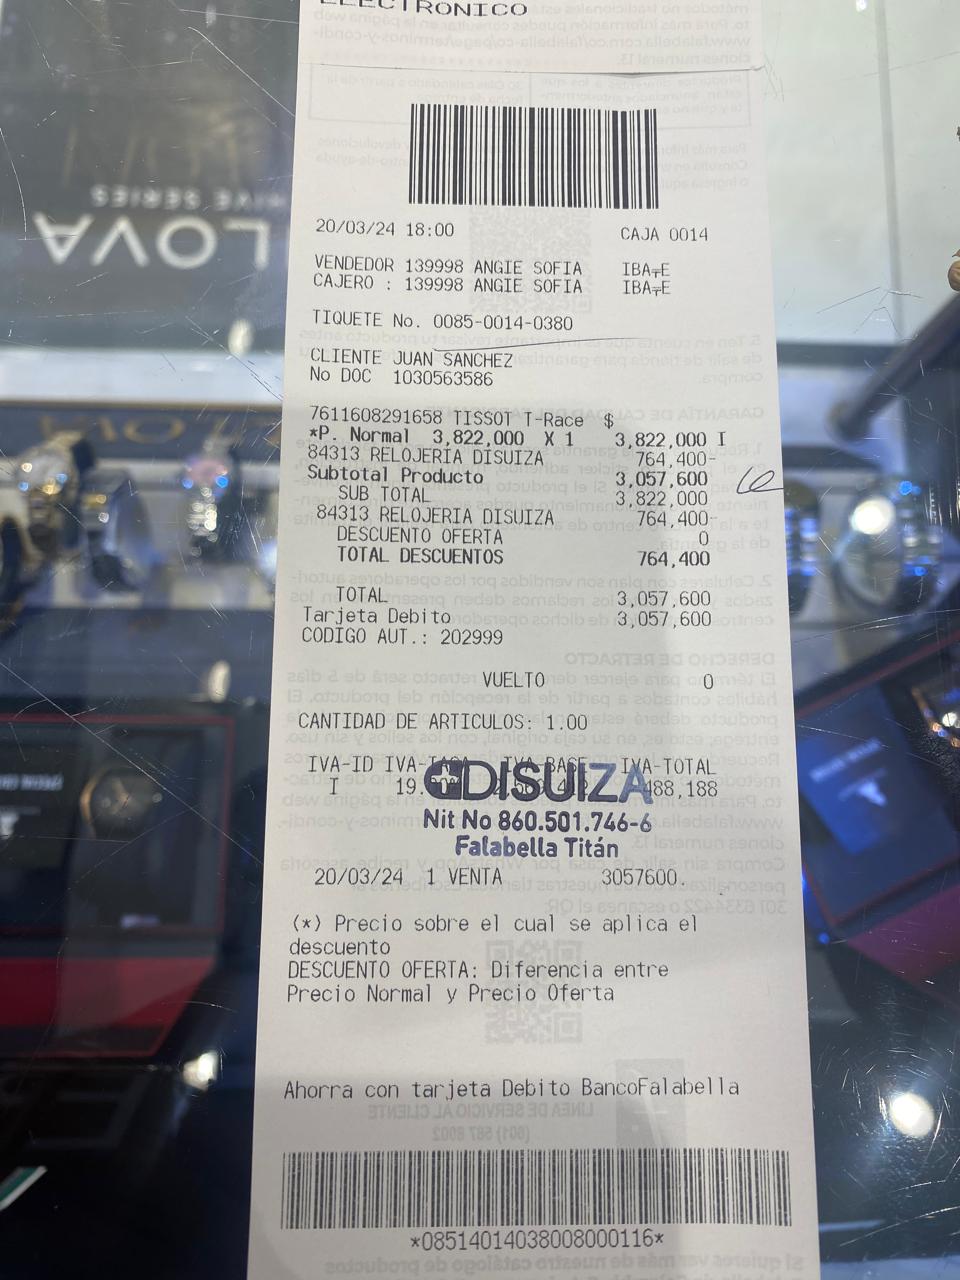 ELECTRONICO
20/03/24 18:00 CAJA 0014
VENDEDOR 139998 ANGIE SOFIA IBA┬E
CAJERO : 139998 ANGIE SOFIA IBA┬E
TIQUETE No. 0085-0014-0380
CLIENTE JUAN SANCHEZ
No DOC 1030563586
7611608291658 TISSOT T-Race $
*P. Normal 3,822,000 X 1 3,822,000 I
84313 RELOJERIA DISUIZA 764,400-
Subtotal Producto 3,057,600
SUB TOTAL 3,822,000
84313 RELOJERIA DISUIZA 764,400-
DESCUENTO OFERTA 0
TOTAL DESCUENTOS 764,400
TOTAL 3,057,600
Tarjeta Debito 3,057,600
CODIGO AUT.: 202999
VUELTO 0
CANTIDAD DE ARTICULOS: 1.00
IVA-ID IVA-TASA IVA-BASE IVA-TOTAL
I 19. 488,188
DISUIZA
Nit No 860.501.746-6
Falabella Titán
20/03/24 1 VENTA 3057600.
(*) Precio sobre el cual se aplica el
descuento
DESCUENTO OFERTA: Diferencia entre
Precio Normal y Precio Oferta
Ahorra con tarjeta Debito BancoFalabella
*08514014038008000116*